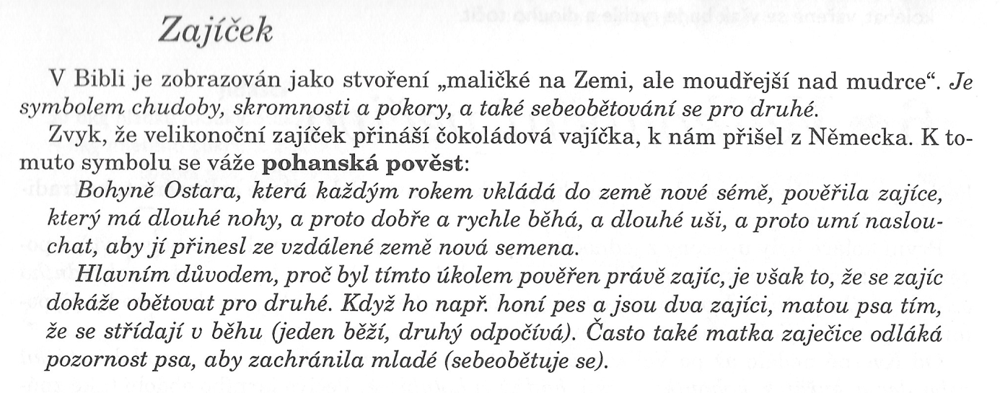 Zajíček
V Bibli je zobrazován jako stvoření „maličké na Zemi, ale moudřejší nad mudrce“. Je
symbolem chudoby, skromnosti a pokory, a také sebeobětování se pro druhé.
Zvyk, že velikonoční zajíček přináší čokoládová vajíčka, k nám přišel z Německa. K to-
muto symbolu se váže pohanská pověst:
Bohyně Ostara, která každým rokem vkládá do země nové sémě, pověřila zajíce,
který má dlouhé nohy, a proto dobře a rychle běhá, a dlouhé uši, a proto umí naslou-
chat, aby jí přinesl ze vzdálené země nová semena.
Hlavním důvodem, proč byl tímto úkolem pověřen právě zajíc, je však to, že se zajíc
dokáže obětovat pro druhé. Když ho např. honí pes a jsou dva zajíci, matou psa tím,
že se střídají v běhu (jeden běží, druhý odpočívá). Často také matka zaječice odláká
pozornost psa, aby zachránila mladé (sebeobětuje se).